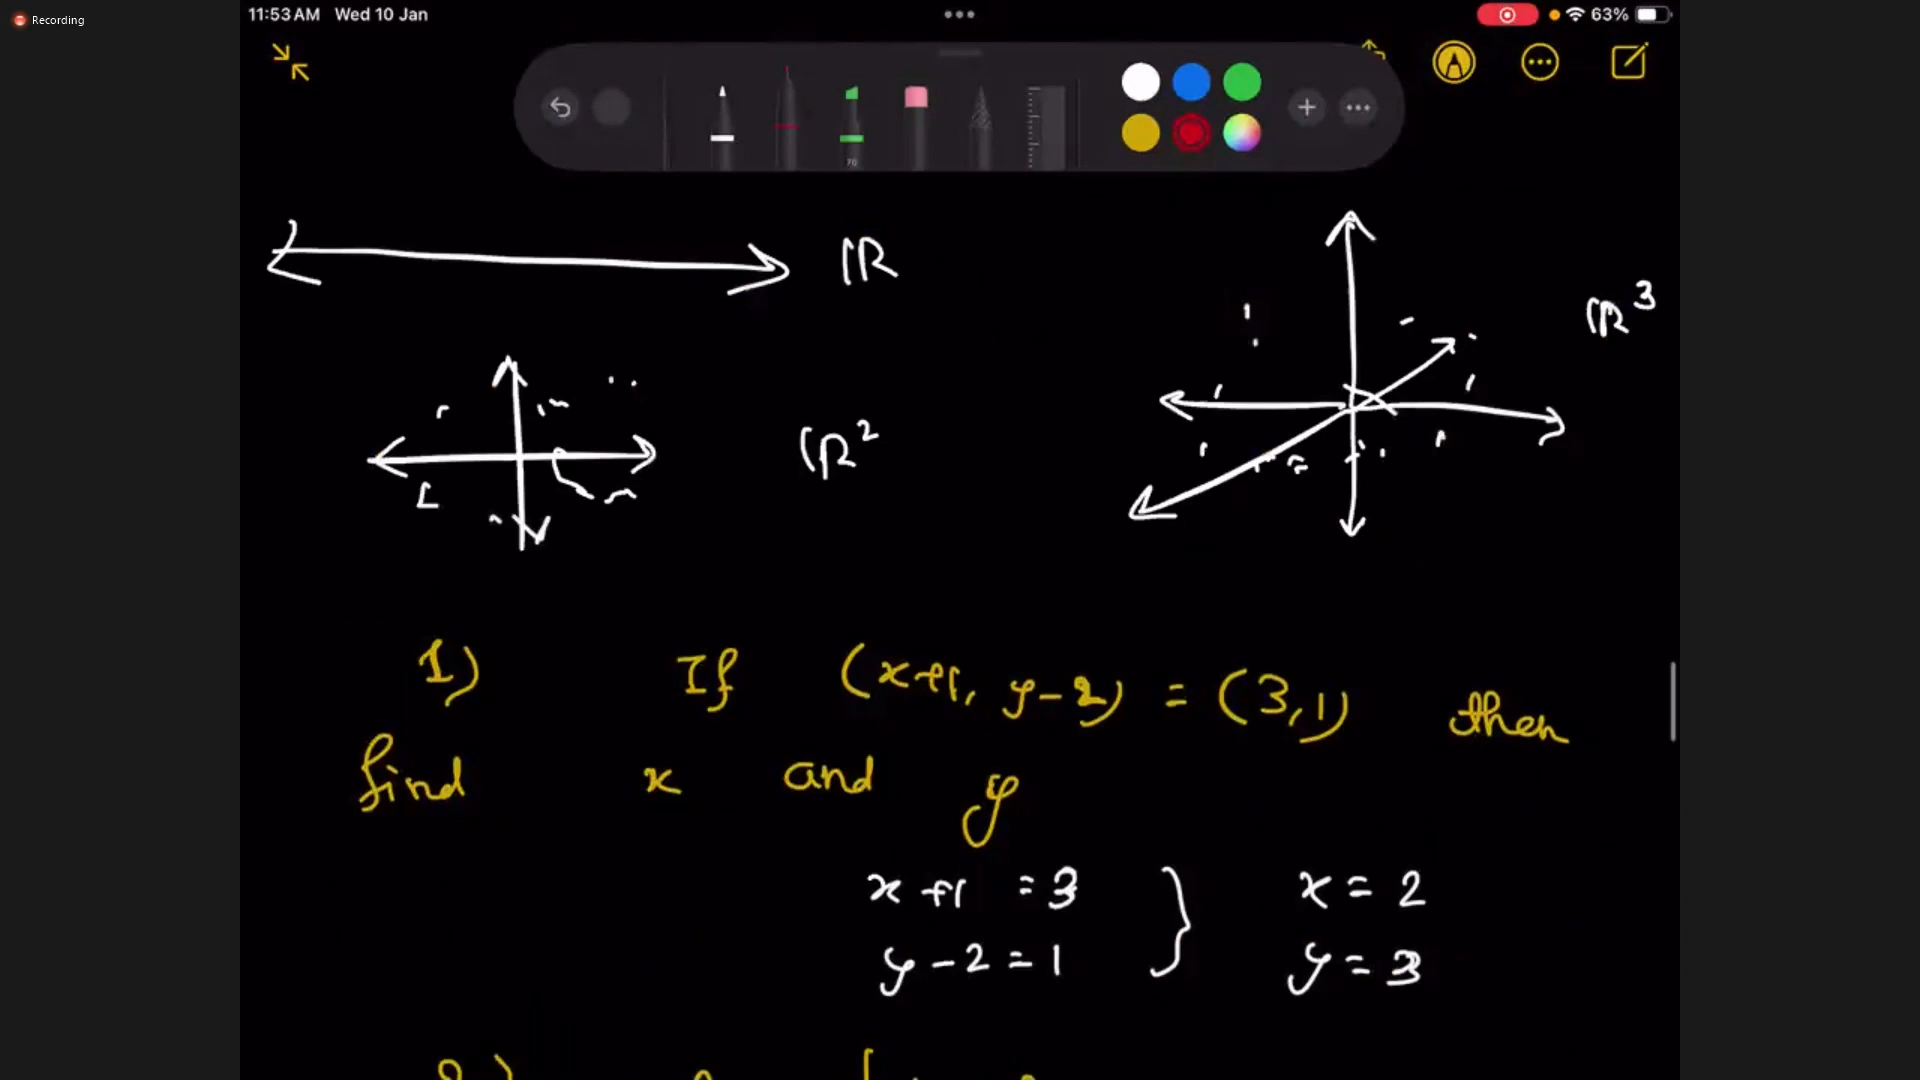 Recording
11:53 AM Wed 10 Jan
63%
70
ℝ
ℝ³
ℝ²
1) If (x+1, y-2) = (3,1) then
find x and y
x+1 = 3
y-2 = 1
x = 2
y = 3